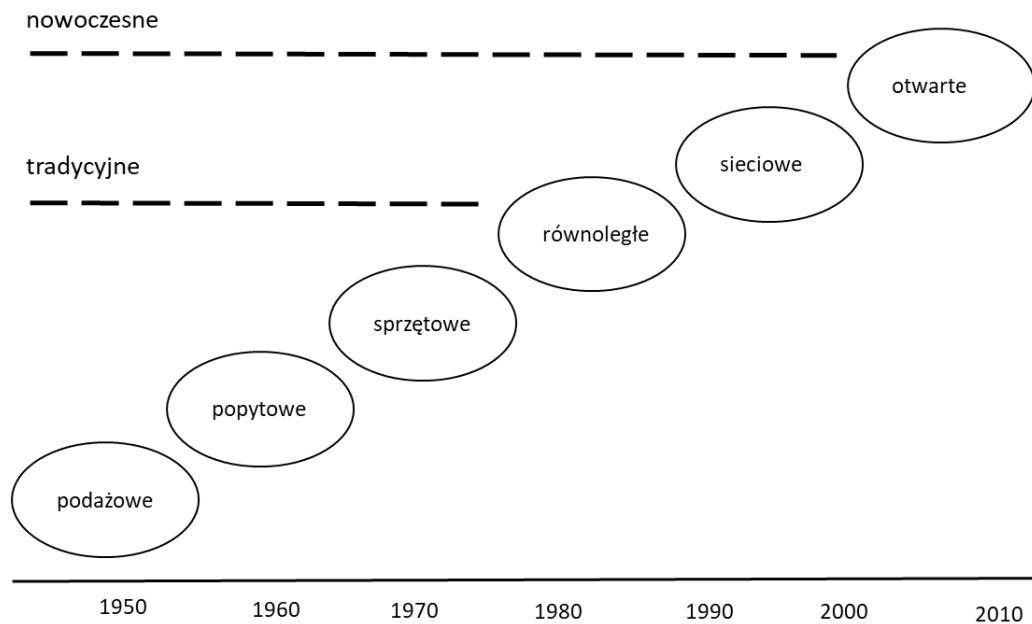 nowoczesne
otwarte
tradycyjne
sieciowe
równoległe
sprzętowe
popytowe
podażowe
1950 1960 1970 1980 1990 2000 2010